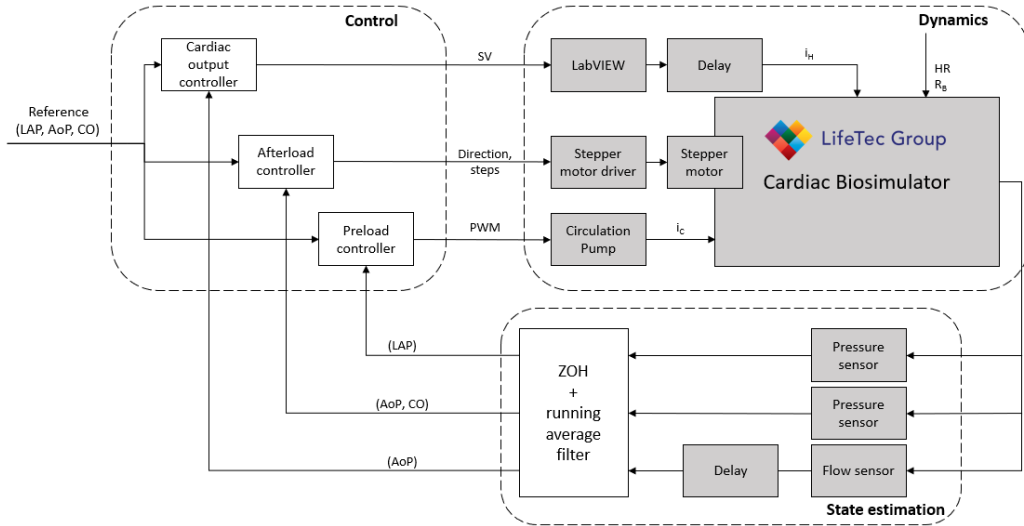 Control
Dynamics
Cardiac
output
controller
SV
LabVIEW
Delay
iH
HR
RB
Reference
(LAP, AoP, CO)
Afterload
controller
Direction,
steps
Stepper
motor driver
Stepper
motor
LifeTec Group
Cardiac Biosimulator
Preload
controller
PWM
Circulation
Pump
iC
(LAP)
(AoP, CO)
(AoP)
ZOH
+
running
average
filter
Pressure
sensor
Pressure
sensor
Delay
Flow sensor
State estimation